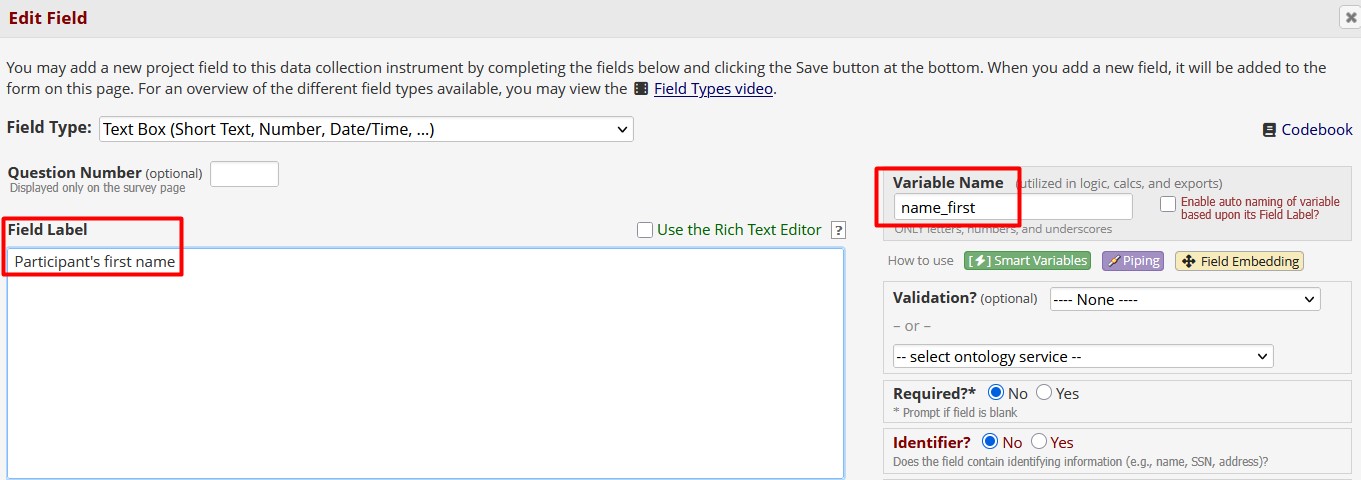 Edit Field
You may add a new project field to this data collection instrument by completing the fields below and clicking the Save button at the bottom. When you add a new field, it will be added to the
form on this page. For an overview of the different field types available, you may view the Field Types video.
Field Type: Text Box (Short Text, Number, Date/Time, ...)
Codebook
Question Number (optional)
Displayed only on the survey page
Variable Name (utilized in logic, calcs, and exports)
name_first
Enable auto naming of variable
based upon its Field Label?
ONLY letters, numbers, and underscores
Field Label
Use the Rich Text Editor ?
Participant's first name
How to use [⚡] Smart Variables Piping Field Embedding
Validation? (optional) ---- None ----
– or –
-- select ontology service --
Required?* No Yes
* Prompt if field is blank
Identifier? No Yes
Does the field contain identifying information (e.g., name, SSN, address)?